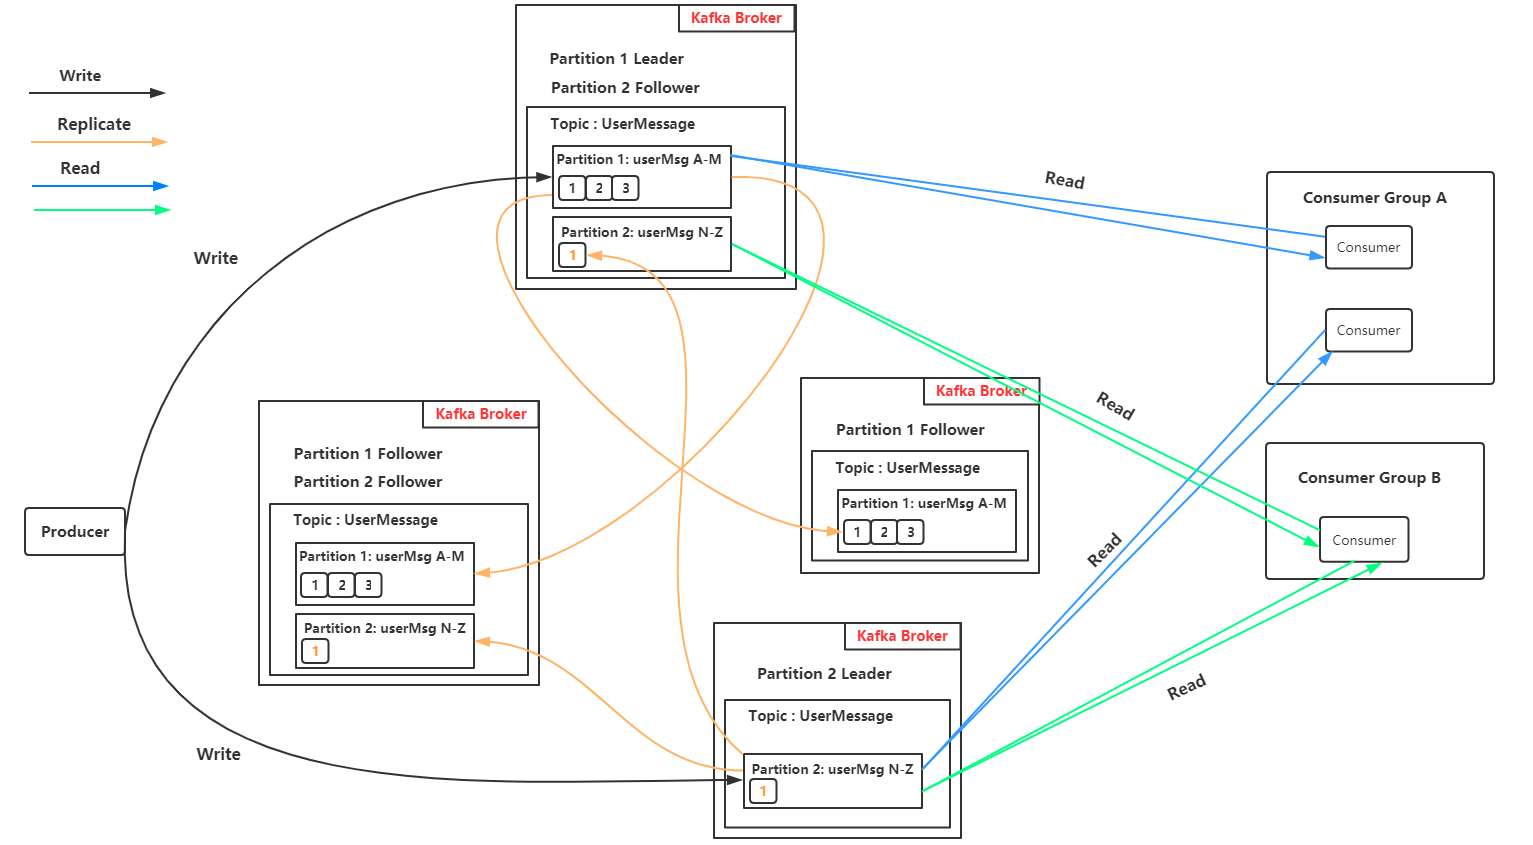 Write
Replicate
Read
Kafka Broker
Partition 1 Leader
Partition 2 Follower
Topic : UserMessage
Partition 1: userMsg A-M
1 2 3
Partition 2: userMsg N-Z
1
Write
Read
Consumer Group A
Consumer
Consumer
Kafka Broker
Partition 1 Follower
Topic : UserMessage
Partition 1: userMsg A-M
1 2 3
Read
Kafka Broker
Partition 1 Follower
Partition 2 Follower
Topic : UserMessage
Partition 1: userMsg A-M
1 2 3
Partition 2: userMsg N-Z
1
Producer
Consumer Group B
Consumer
Read
Kafka Broker
Partition 2 Leader
Topic : UserMessage
Partition 2: userMsg N-Z
1
Read
Write